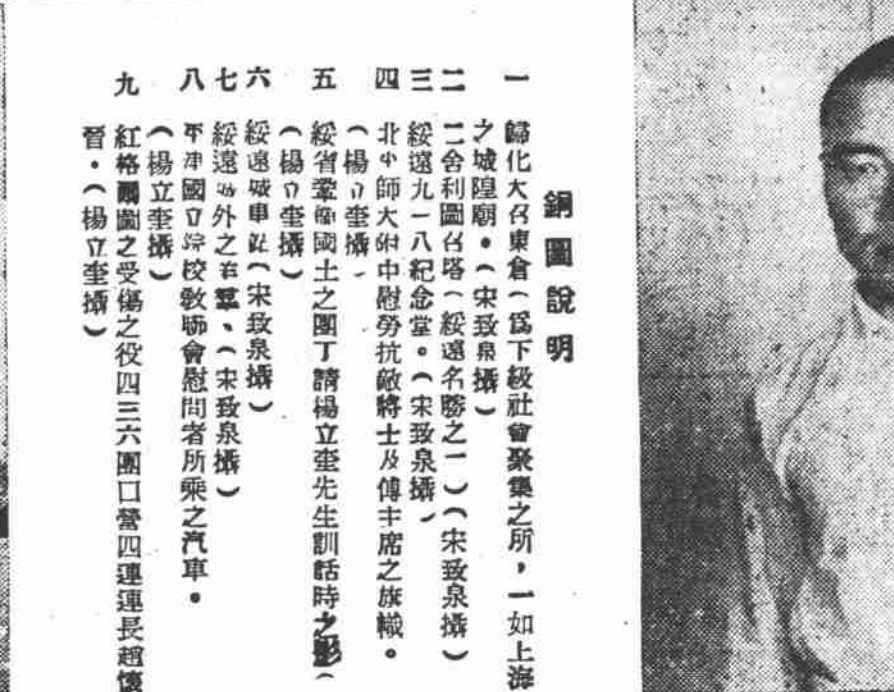 銅圖說明
一 歸化大召東倉(爲下級社會聚集之所,一如上海
之城隍廟。(宋致泉攝)
二 二舍利圖召塔(綏遠名勝之一)(宋致泉攝)
三 綏遠九一八紀念堂。(宋致泉攝)
四 北 師大附中慰勞抗敵將士及傅主席之旗幟。
(楊立奎攝)
五 綏省 國土之團丁請楊立奎先生訓話時之影(
(楊立奎攝)
六 綏遠城車站(宋致泉攝)
七 綏遠城外之羊羣、(宋致泉攝)
八 平津國立 校教聯會慰問者所乘之汽車。
(楊立奎攝)
九 紅格爾圖之受傷之役四三六團口營四連連長趙懷
晉。(楊立奎攝)